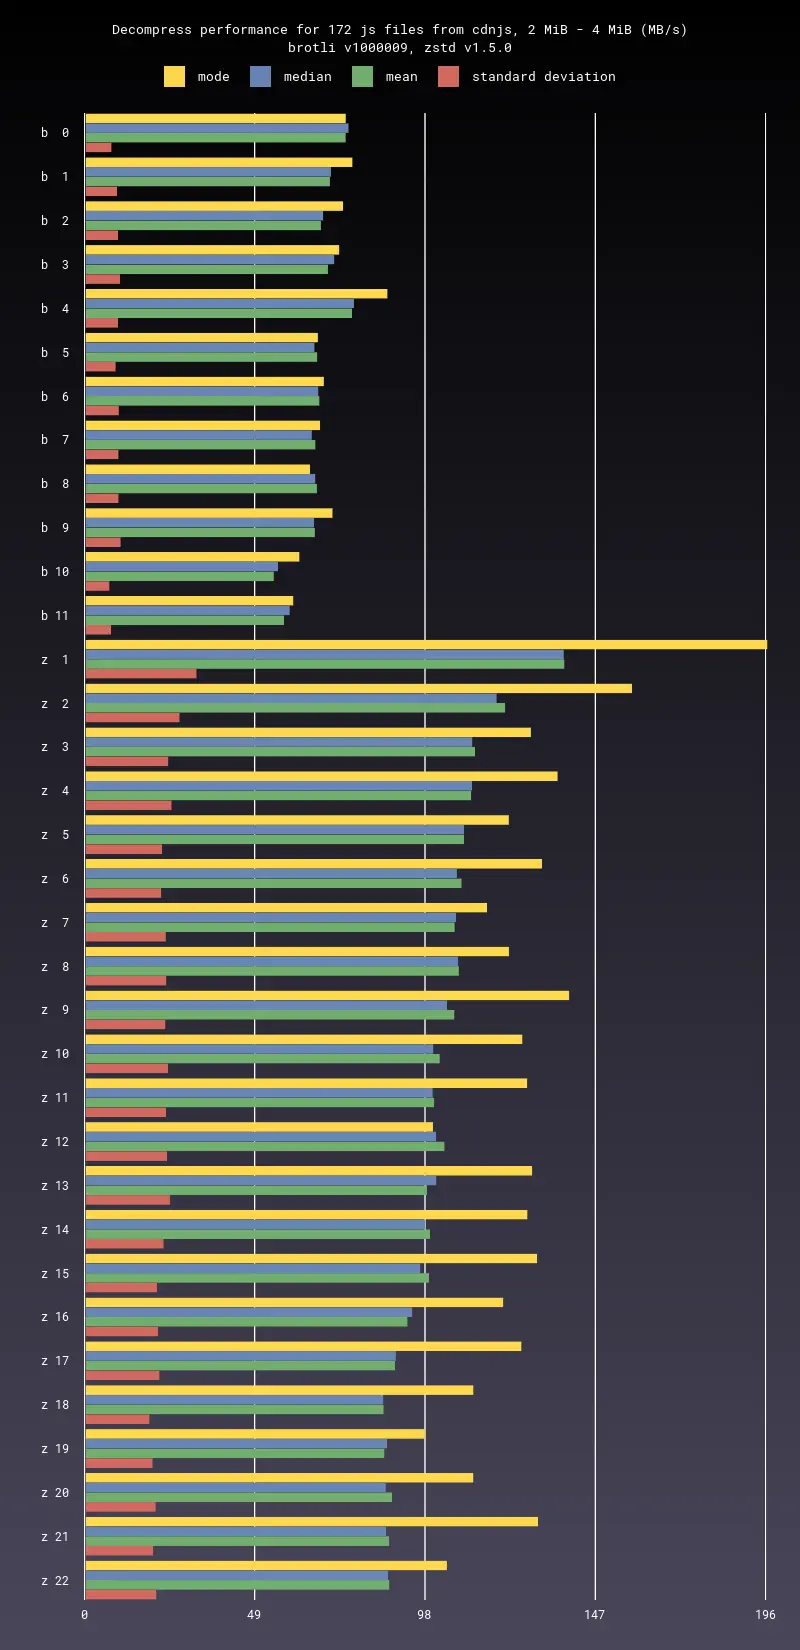 Decompress performance for 172 js files from cdnjs, 2 MiB - 4 MiB (MB/s)
brotli v1000009, zstd v1.5.0
mode median mean standard deviation
b 0
b 1
b 2
b 3
b 4
b 5
b 6
b 7
b 8
b 9
b 10
b 11
z 1
z 2
z 3
z 4
z 5
z 6
z 7
z 8
z 9
z 10
z 11
z 12
z 13
z 14
z 15
z 16
z 17
z 18
z 19
z 20
z 21
z 22
0 49 98 147 196